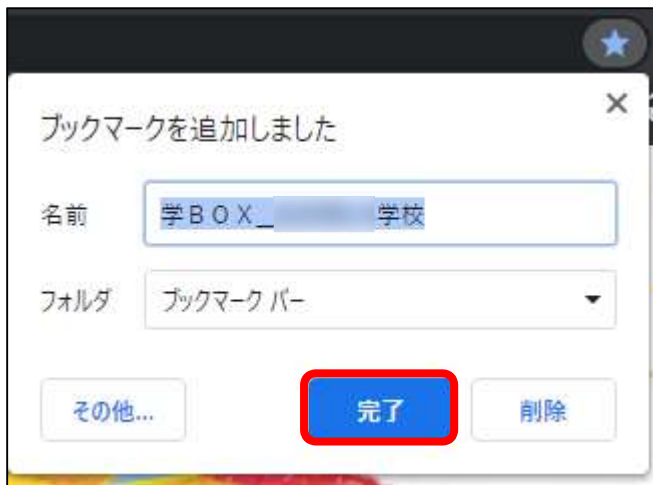 ブックマークを追加しました
名前 学ＢＯＸ_ 学校
フォルダ ブックマーク バー
その他... 完了 削除